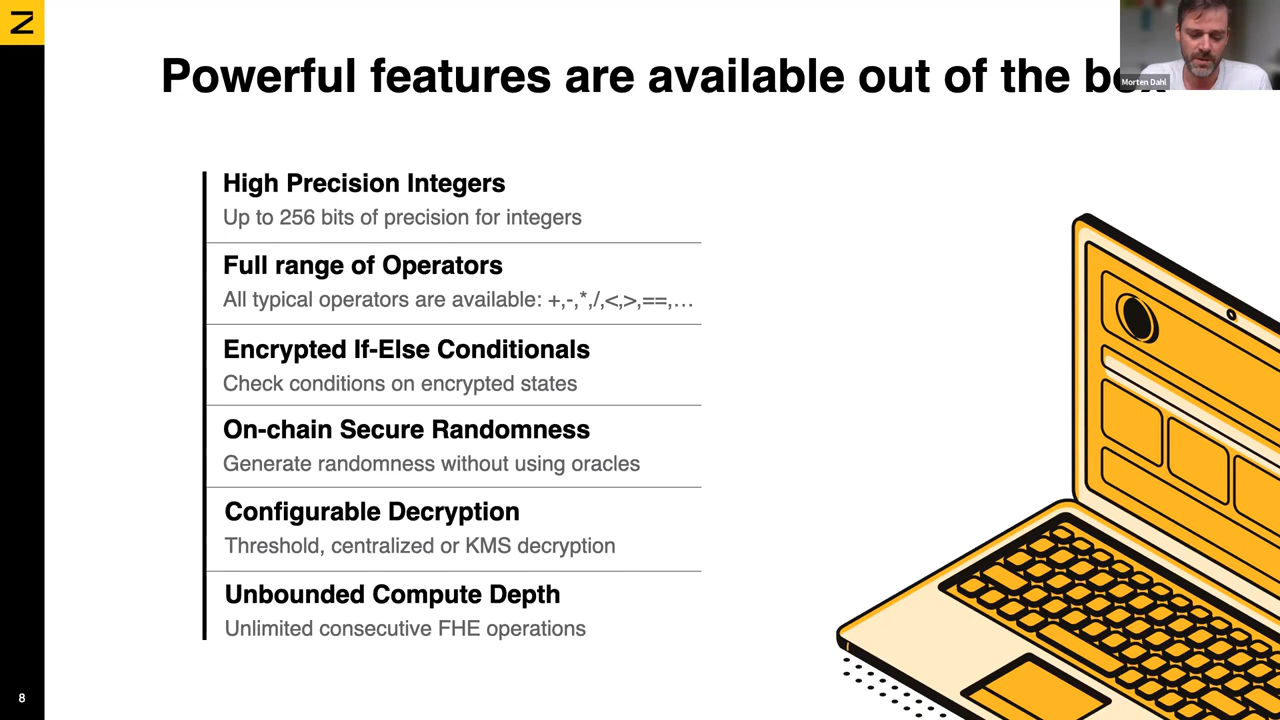 Powerful features are available out of the box
Morten Dahl
High Precision Integers
Up to 256 bits of precision for integers
Full range of Operators
All typical operators are available: +,-,*,/,<,>,==,…
Encrypted If-Else Conditionals
Check conditions on encrypted states
On-chain Secure Randomness
Generate randomness without using oracles
Configurable Decryption
Threshold, centralized or KMS decryption
Unbounded Compute Depth
Unlimited consecutive FHE operations
8